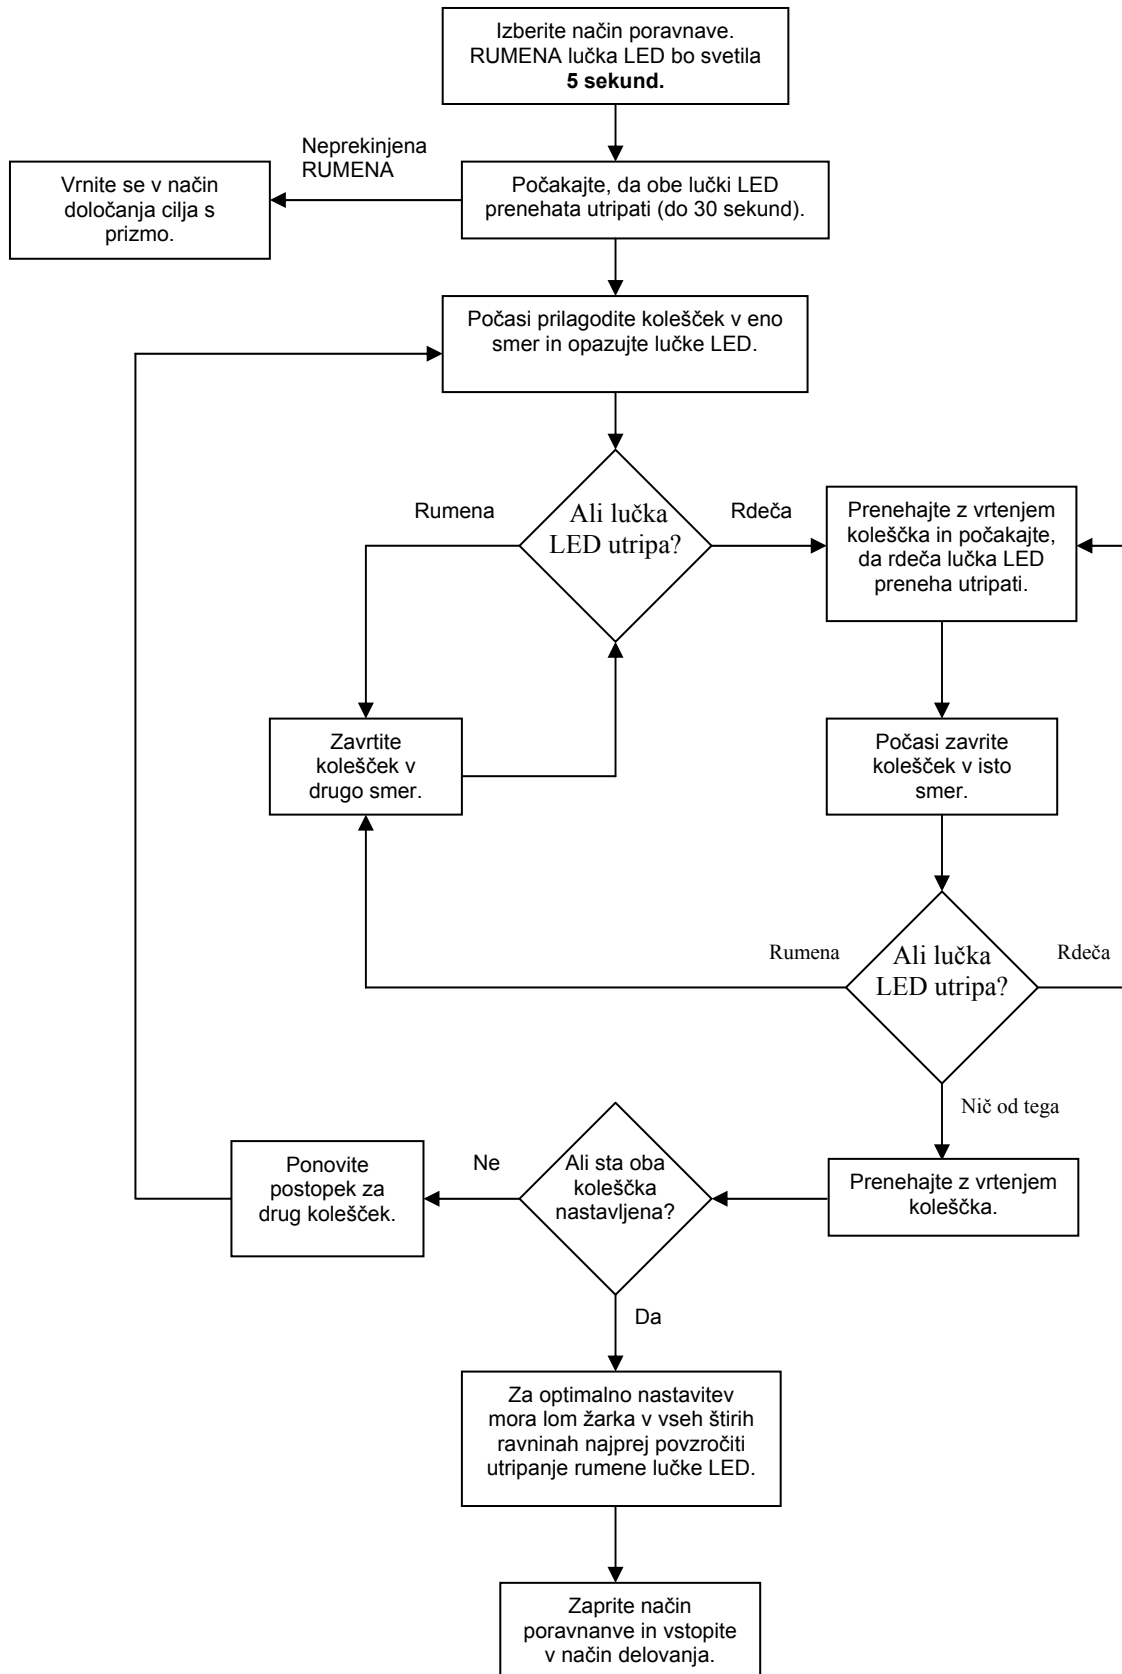 Izberite način poravnave.
RUMENA lučka LED bo svetila
5 sekund.
Neprekinjena
RUMENA
Vrnite se v način
določanja cilja s
prizmo.
Počakajte, da obe lučki LED
prenehata utripati (do 30 sekund).
Počasi prilagodite kolešček v eno
smer in opazujte lučke LED.
Rumena
Ali lučka
LED utripa?
Rdeča
Prenehajte z vrtenjem
koleščka in počakajte,
da rdeča lučka LED
preneha utripati.
Zavrtite
kolešček v
drugo smer.
Počasi zavrite
kolešček v isto
smer.
Rumena
Ali lučka
LED utripa?
Rdeča
Nič od tega
Ponovite
postopek za
drug kolešček.
Ne
Ali sta oba
koleščka
nastavljena?
Prenehajte z vrtenjem
koleščka.
Da
Za optimalno nastavitev
mora lom žarka v vseh štirih
ravninah najprej povzročiti
utripanje rumene lučke LED.
Zaprite način
poravnanve in vstopite
v način delovanja.